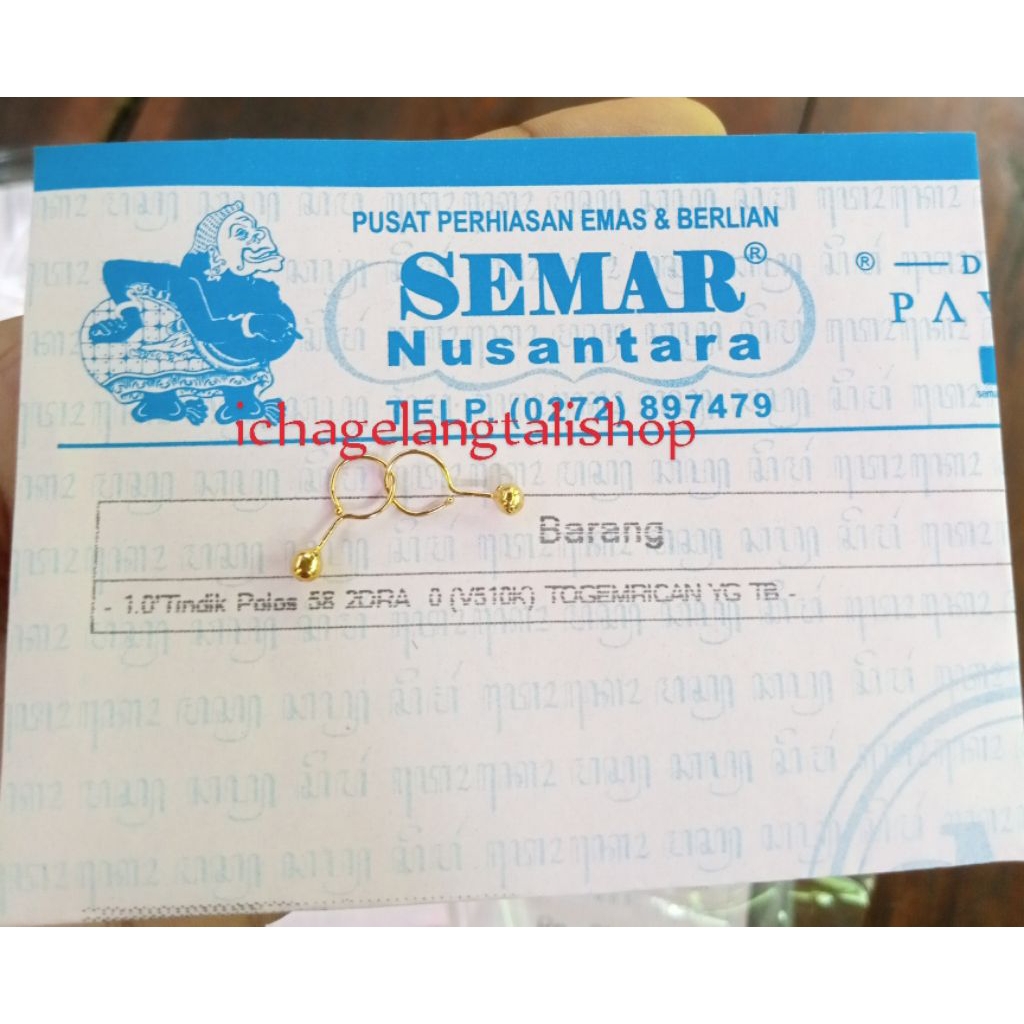 PUSAT PERHIASAN EMAS & BERLIAN
SEMAR®
Nusantara
TELP. (0272) 897479
® D
PA
ichagelangtalishop
Barang
- 1.0*Tindik Polos 58 2DRA 0 (V510K) TOGEMRICAN YG TB -